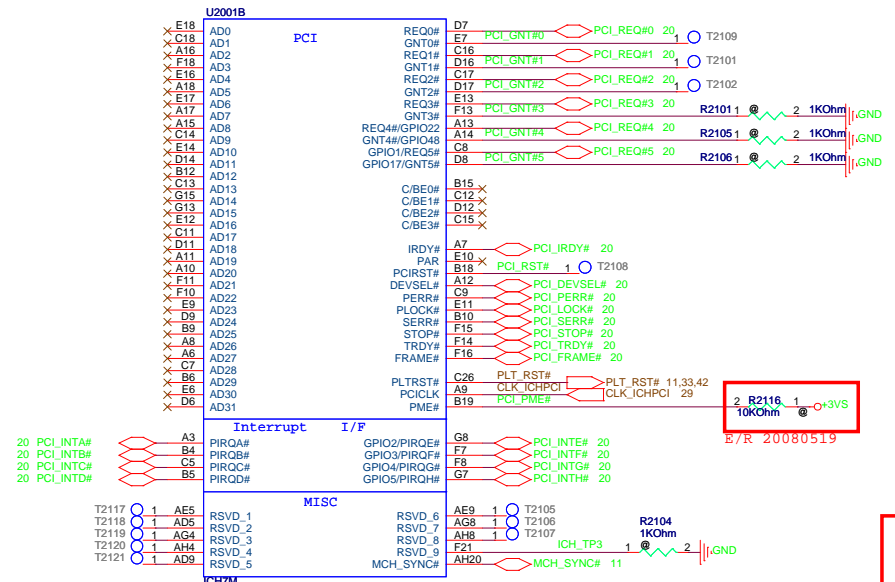 U2001B
PCI
E18 AD0 REQ0# D7 PCI_REQ#0 20
C18 AD1 GNT0# E7 PCI_GNT#0 1 T2109
A16 AD2 REQ1# C16 PCI_REQ#1 20
F18 AD3 GNT1# D16 PCI_GNT#1 1 T2101
E16 AD4 REQ2# C17 PCI_REQ#2 20
A18 AD5 GNT2# D17 PCI_GNT#2 1 T2102
E17 AD6 REQ3# E13 PCI_REQ#3 20
A17 AD7 GNT3# F13 R2101 1 @ 2 1KOhm GND
A15 AD8 REQ4#/GPIO22 A13 PCI_REQ#4 20
C14 AD9 GNT4#/GPIO48 A14 PCI_GNT#4 R2105 1 @ 2 1KOhm GND
E14 AD10 GPIO1/REQ5# C8 PCI_REQ#5 20
D14 AD11 GPIO17/GNT5# D8 PCI_GNT#5 R2106 1 @ 2 1KOhm GND
B12 AD12
C13 AD13 C/BE0# B15
G15 AD14 C/BE1# C12
G13 AD15 C/BE2# D12
E12 AD16 C/BE3# C15
C11 AD17
D11 AD18 IRDY# A7 PCI_IRDY# 20
A11 AD19 PAR E10
A10 AD20 PCIRST# B18 PCI_RST# 1 T2108
F11 AD21 DEVSEL# A12 PCI_DEVSEL# 20
F10 AD22 PERR# C9 PCI_PERR# 20
E9 AD23 PLOCK# E11 PCI_LOCK# 20
D9 AD24 SERR# B10 PCI_SERR# 20
B9 AD25 STOP# F15 PCI_STOP# 20
A8 AD26 TRDY# F14 PCI_TRDY# 20
A6 AD27 FRAME# F16 PCI_FRAME# 20
C7 AD28
B6 AD29 PLTRST# C26 PLT_RST# PLT_RST# 11,33,42
E6 AD30 PCICLK A9 CLK_ICHPCI CLK_ICHPCI 29
D6 AD31 PME# B19 PCI_PME# 2 R2116 1 10KOhm @ +3VS
E/R 20080519
Interrupt I/F
20 PCI_INTA# A3 PIRQA# GPIO2/PIRQE# G8 PCI_INTE# 20
20 PCI_INTB# B4 PIRQB# GPIO3/PIRQF# F7 PCI_INTF# 20
20 PCI_INTC# C5 PIRQC# GPIO4/PIRQG# F8 PCI_INTG# 20
20 PCI_INTD# B5 PIRQD# GPIO5/PIRQH# G7 PCI_INTH# 20
MISC
T2117 1 AE5 RSVD_1 RSVD_6 AE9 1 T2105
T2118 1 AD5 RSVD_2 RSVD_7 AG8 1 T2106
T2119 1 AG4 RSVD_3 RSVD_8 AH8 1 T2107
T2120 1 AH4 RSVD_4 RSVD_9 F21 ICH_TP3 R2104 1KOhm 1 @ 2 GND
T2121 1 AD9 RSVD_5 MCH_SYNC# AH20 MCH_SYNC# 11
ICH7M